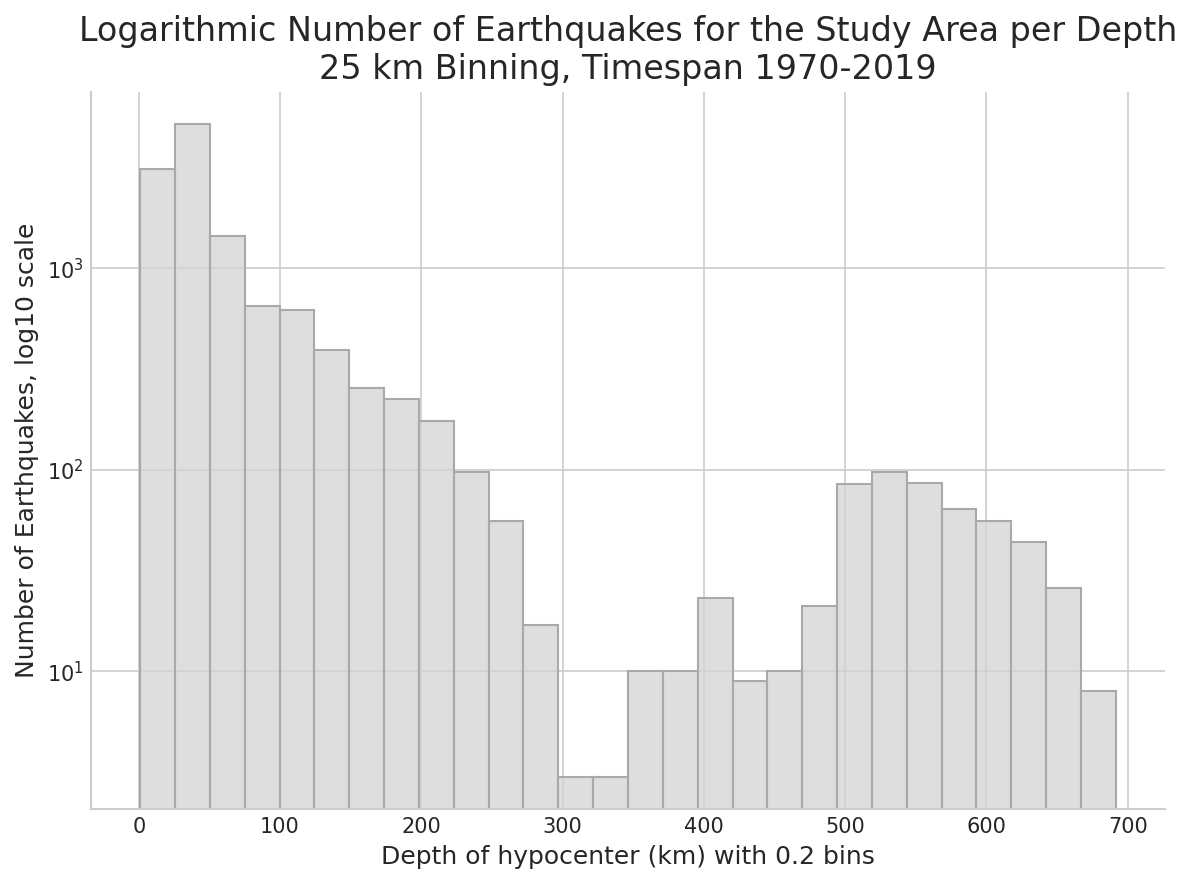 Logarithmic Number of Earthquakes for the Study Area per Depth
25 km Binning, Timespan 1970-2019
Number of Earthquakes, log10 scale
10³
10²
10¹
0 100 200 300 400 500 600 700
Depth of hypocenter (km) with 0.2 bins